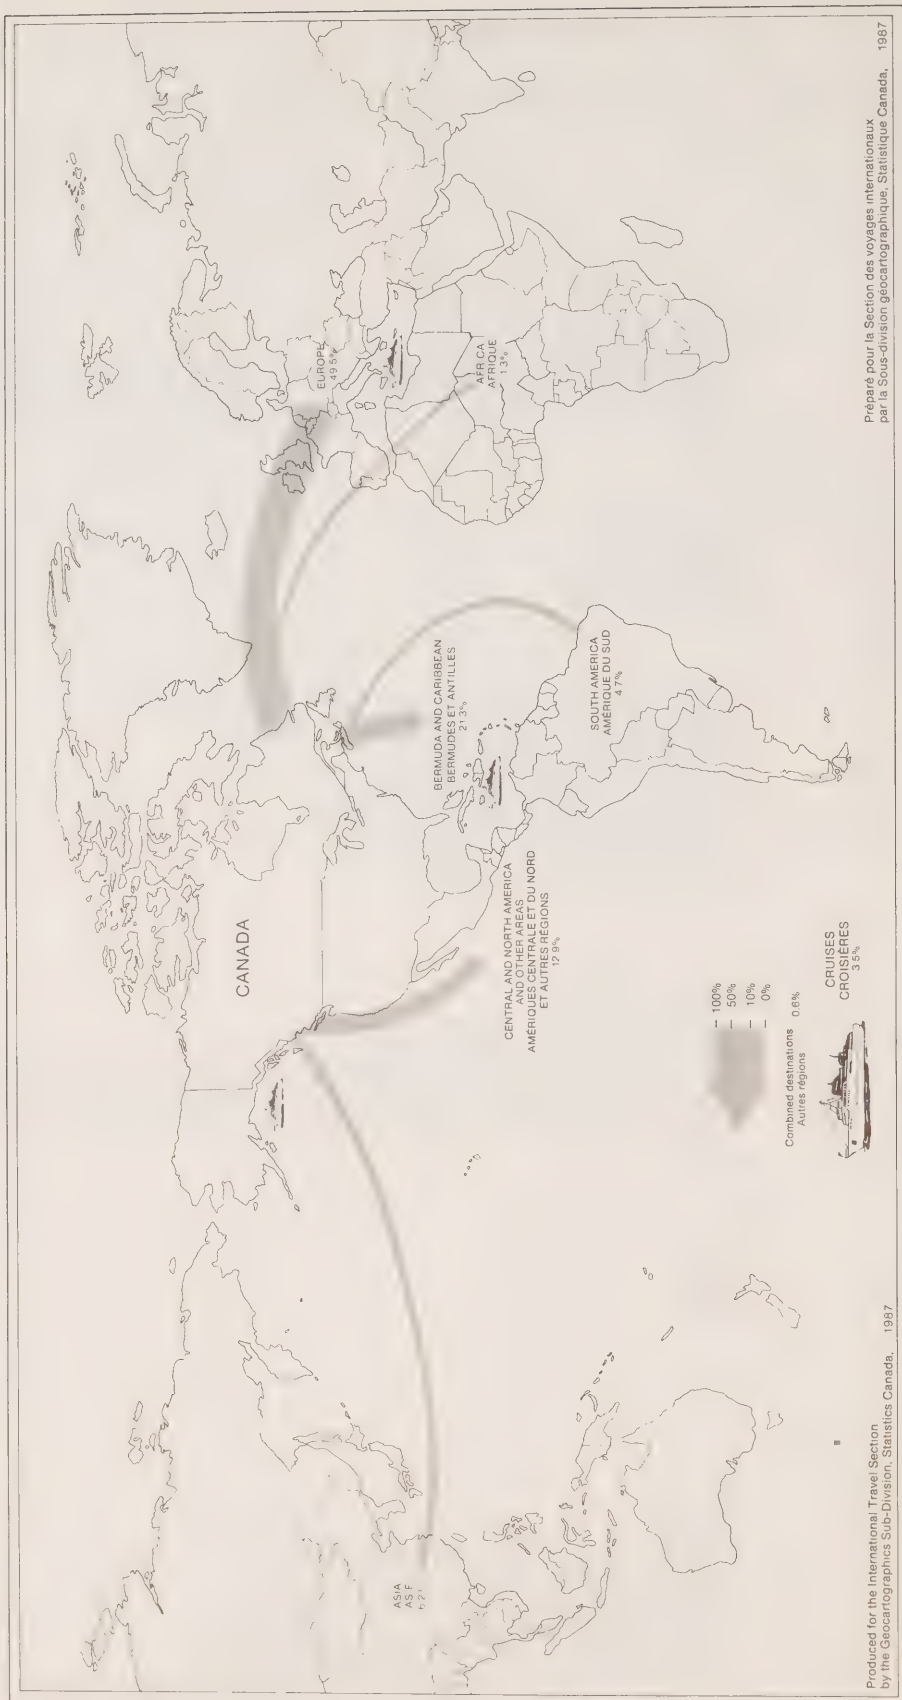 CANADA
EUROPE
49.5%
AFRICA
AFRIQUE
1.3%
BERMUDA AND CARIBBEAN
BERMUDES ET ANTILLES
21.3%
SOUTH AMERICA
AMÉRIQUE DU SUD
4.7%
CENTRAL AND NORTH AMERICA
AND OTHER AREAS
AMÉRIQUES CENTRALE ET DU NORD
ET AUTRES RÉGIONS
12.9%
ASIA
ASIE
100%
50%
10%
0%
Combined destinations 0.6%
Autres régions
CRUISES
CROISIÈRES
3.5%
Produced for the International Travel Section
by the Geocartographics Sub-Division, Statistics Canada, 1987
Préparé pour la Section des voyages internationaux
par la Sous-division géocartographique, Statistique Canada, 1987